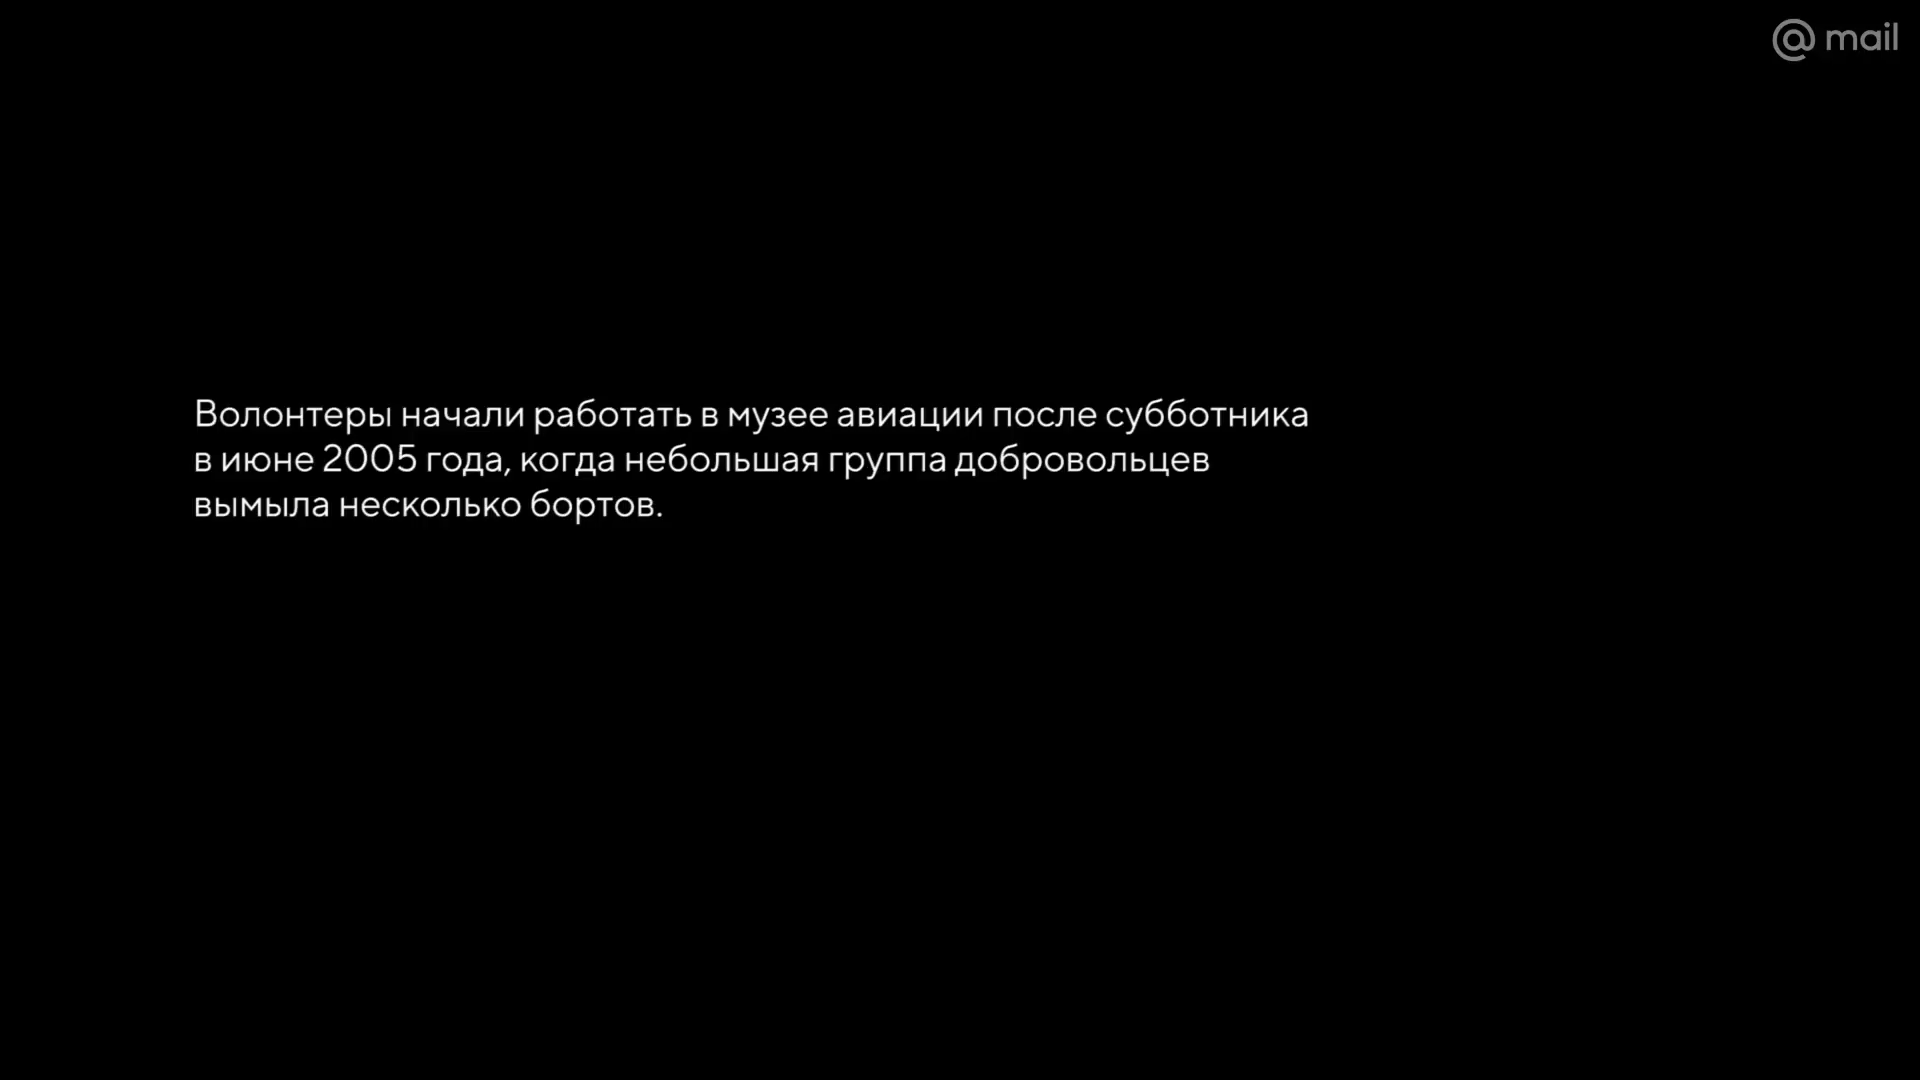 @ mail
Волонтеры начали работать в музее авиации после субботника
в июне 2005 года, когда небольшая группа добровольцев
вымыла несколько бортов.